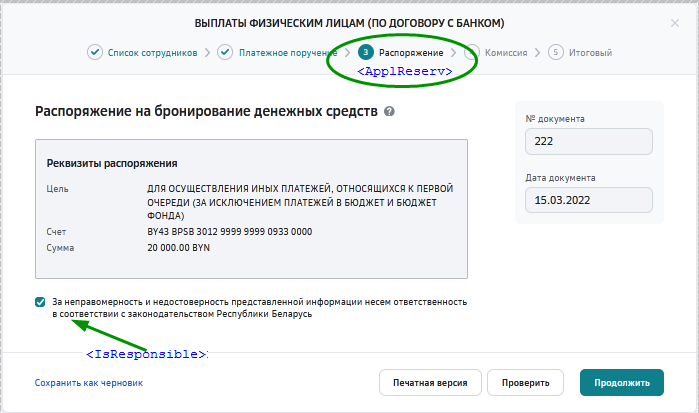 ВЫПЛАТЫ ФИЗИЧЕСКИМ ЛИЦАМ (ПО ДОГОВОРУ С БАНКОМ)
Список сотрудников > Платежное поручение > 3 Распоряжение > Комиссия > 5 Итоговый
<ApplReserv>
Распоряжение на бронирование денежных средств ?
№ документа
222
Дата документа
15.03.2022
Реквизиты распоряжения
Цель ДЛЯ ОСУЩЕСТВЛЕНИЯ ИНЫХ ПЛАТЕЖЕЙ, ОТНОСЯЩИХСЯ К ПЕРВОЙ
ОЧЕРЕДИ (ЗА ИСКЛЮЧЕНИЕМ ПЛАТЕЖЕЙ В БЮДЖЕТ И БЮДЖЕТ
ФОНДА)
Счет BY43 BPSB 3012 9999 9999 0933 0000
Сумма 20 000.00 BYN
За неправомерность и недостоверность представленной информации несем ответственность
в соответствии с законодательством Республики Беларусь
<IsResponsible>:
Сохранить как черновик Печатная версия Проверить Продолжить